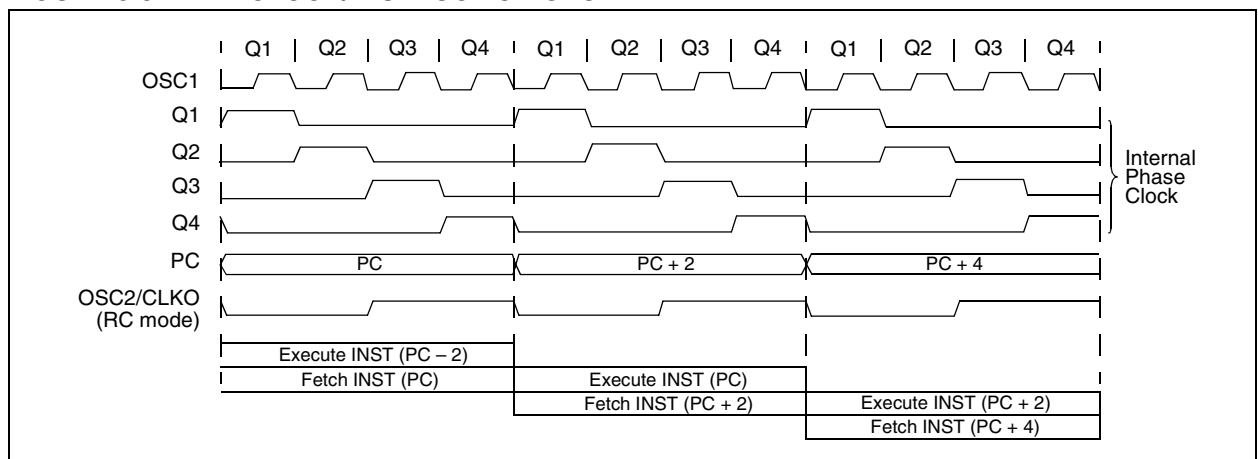 Q1 Q2 Q3 Q4 Q1 Q2 Q3 Q4 Q1 Q2 Q3 Q4
OSC1
Q1
Q2
Q3
Q4
Internal
Phase
Clock
PC PC PC + 2 PC + 4
OSC2/CLKO
(RC mode)
Execute INST (PC – 2)
Fetch INST (PC) Execute INST (PC)
Fetch INST (PC + 2) Execute INST (PC + 2)
Fetch INST (PC + 4)